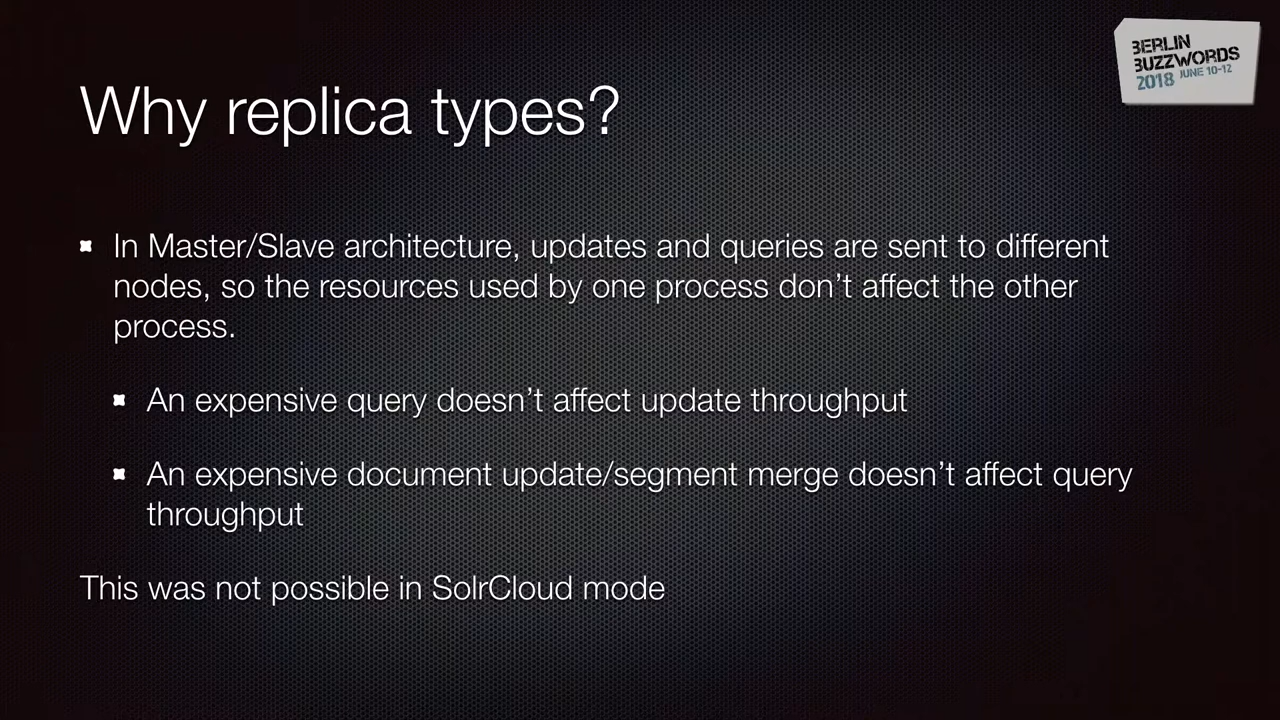 BERLIN
BUZZWORDS
2018 JUNE 10-12
Why replica types?
In Master/Slave architecture, updates and queries are sent to different
nodes, so the resources used by one process don’t affect the other
process.
An expensive query doesn’t affect update throughput
An expensive document update/segment merge doesn’t affect query
throughput
This was not possible in SolrCloud mode